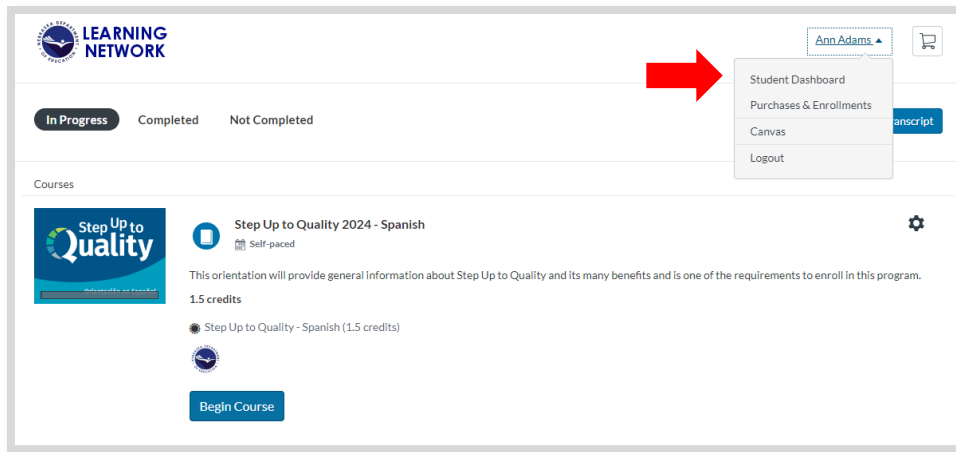 LEARNING
NETWORK
Ann Adams
Student Dashboard
Purchases & Enrollments
Canvas
Logout
In Progress
Completed
Not Completed
Courses
Step Up to
Quality
Step Up to Quality 2024 - Spanish
Self-paced
This orientation will provide general information about Step Up to Quality and its many benefits and is one of the requirements to enroll in this program.
1.5 credits
Step Up to Quality - Spanish (1.5 credits)
Begin Course